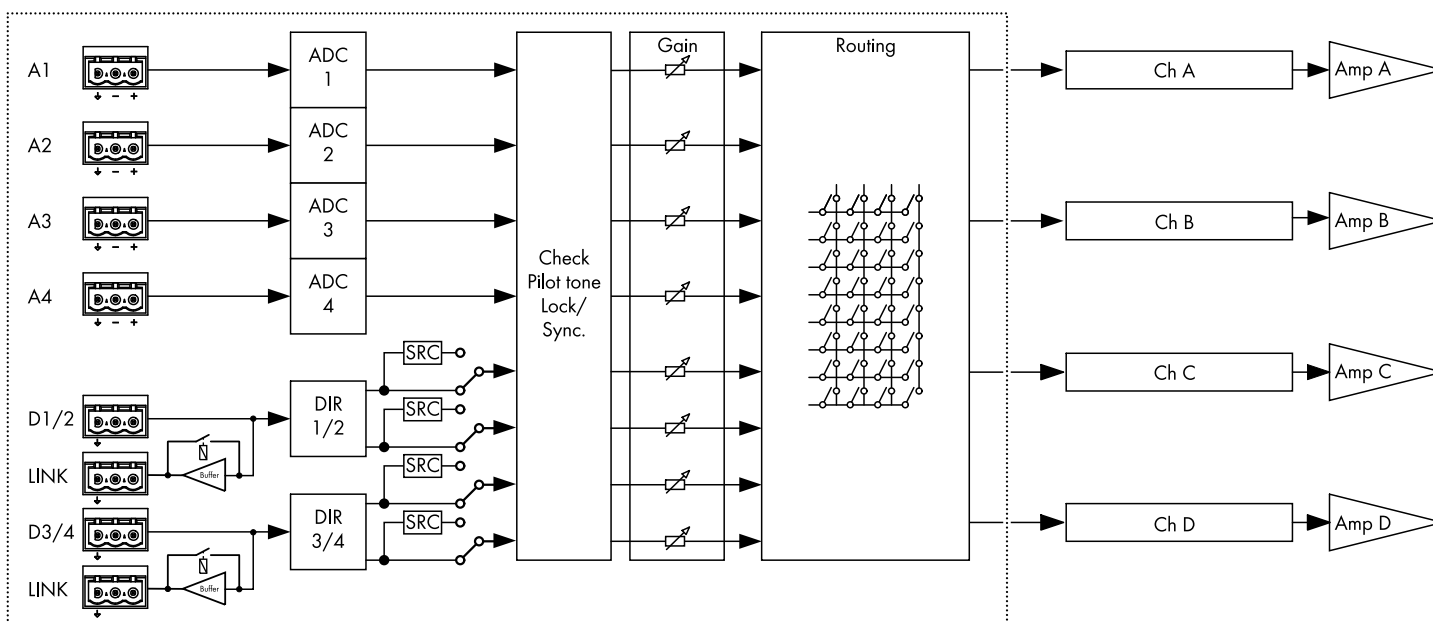 Gain
Routing
A1
ADC
1
Ch A
Amp A
⏚ – +
A2
ADC
2
⏚ – +
A3
ADC
3
Ch B
Amp B
⏚ – +
A4
ADC
4
⏚ – +
Check
Pilot tone
Lock/
Sync.
SRC
D1/2
DIR
1/2
SRC
Ch C
Amp C
LINK
Buffer
SRC
D3/4
DIR
3/4
SRC
Ch D
Amp D
LINK
Buffer